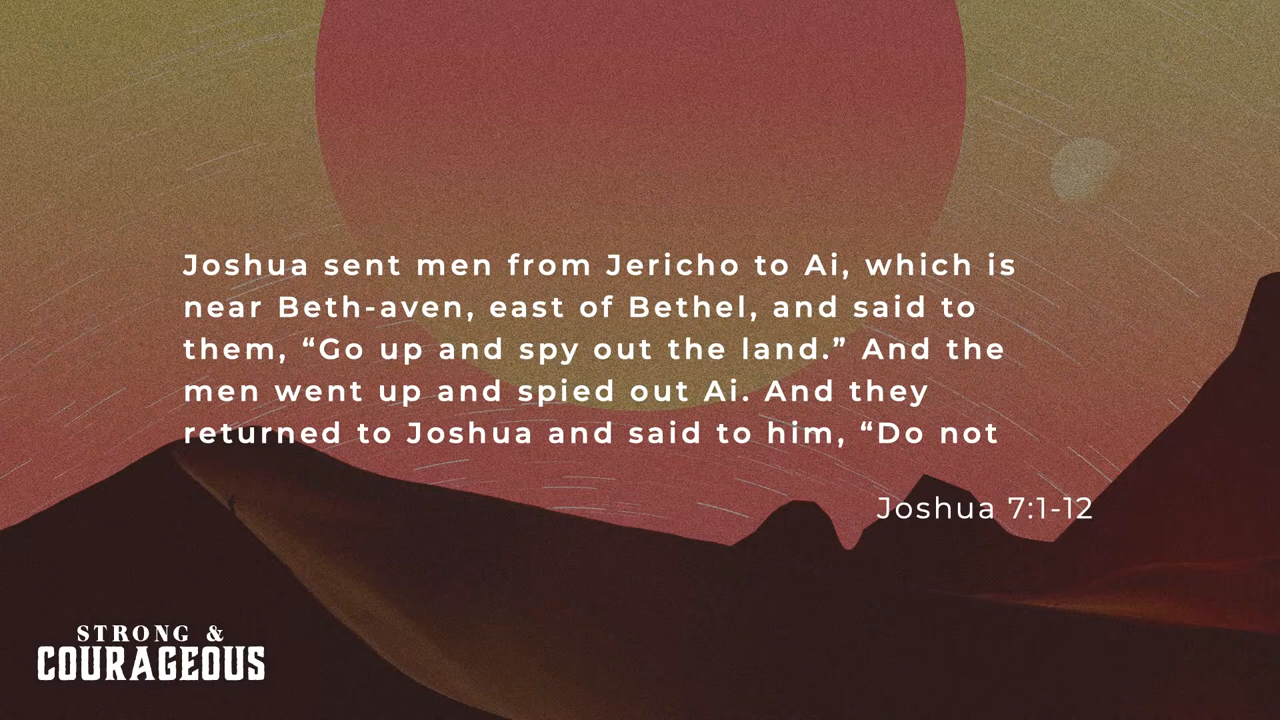 Joshua sent men from Jericho to Ai, which is
near Beth-aven, east of Bethel, and said to
them, “Go up and spy out the land.” And the
men went up and spied out Ai. And they
returned to Joshua and said to him, “Do not
Joshua 7:1-12
STRONG &
COURAGEOUS